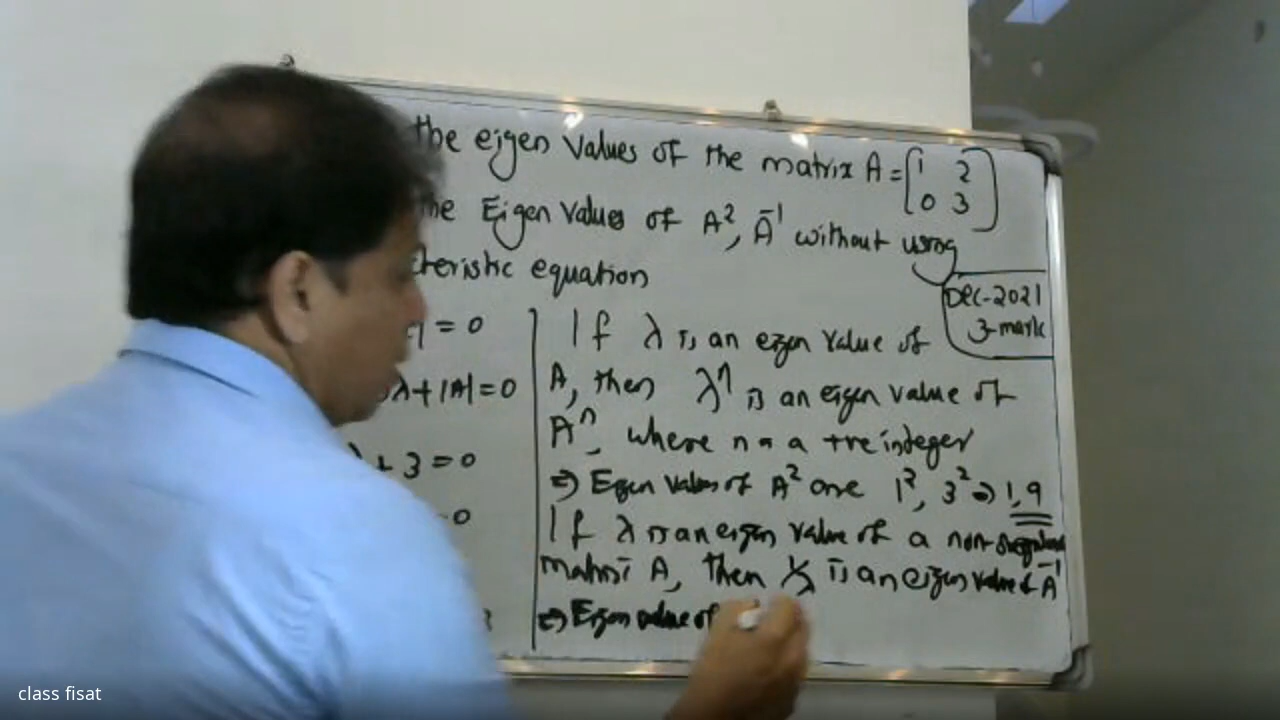 the eigen values of the matrix A = [1 2
0 3]
the Eigen values of A², A⁻¹ without using
teristic equation
Dec-2021
3-mark
| = 0
λ + |A| = 0
+ 3 = 0
= 0
3
If λ is an eigen value of
A, then λⁿ is an eigen value of
Aⁿ, where n is a +ve integer
⇒ Eigen values of A² are 1², 3² ⇒ 1, 9
If λ is an eigen value of a non-singular
matrix A, then 1/λ is an eigen value of A⁻¹
⇒ Eigen value of
class fisat